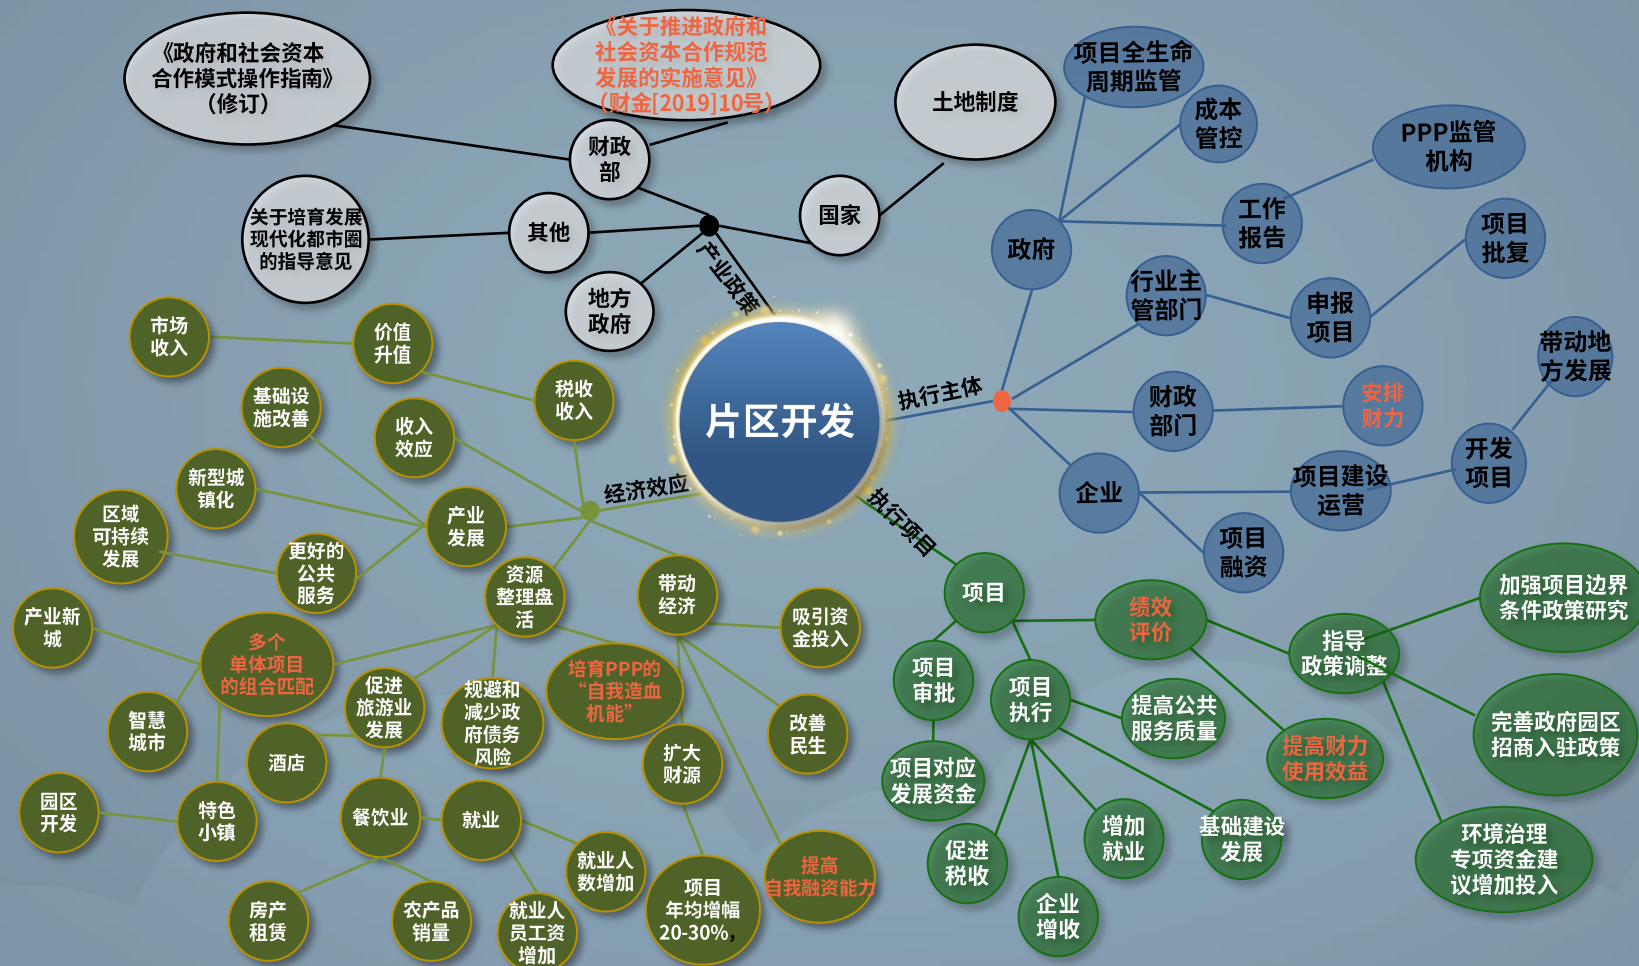 《政府和社会资本
合作模式操作指南》
（修订）
《关于推进政府和
社会资本合作规范
发展的实施意见》
（财金[2019]10号）
土地制度
财政
部
国家
其他
关于培育发展
现代化都市圈
的指导意见
地方
政府
产业政策
片区开发
执行主体
经济效应
执行项目
项目全生命
周期监管
成本
管控
PPP监管
机构
工作
报告
项目
批复
政府
行业主
管部门
申报
项目
带动地
方发展
财政
部门
安排
财力
企业
项目建设
运营
开发
项目
项目
融资
市场
收入
价值
升值
税收
收入
基础设
施改善
收入
效应
新型城
镇化
区域
可持续
发展
产业
发展
更好的
公共
服务
资源
整理盘
活
带动
经济
吸引资
金投入
产业新
城
多个
单体项目
的组合匹配
培育PPP的
“自我造血
机能”
促进
旅游业
发展
规避和
减少政
府债务
风险
智慧
城市
酒店
扩大
财源
改善
民生
园区
开发
特色
小镇
餐饮业
就业
就业人
数增加
提高
自我融资能力
房产
租赁
农产品
销量
就业人
员工资
增加
项目
年均增幅
20-30%，
项目
绩效
评价
指导
政策调整
加强项目边界
条件政策研究
项目
审批
项目
执行
提高公共
服务质量
提高财力
使用效益
完善政府园区
招商入驻政策
项目对应
发展资金
促进
税收
增加
就业
基础建设
发展
企业
增收
环境治理
专项资金建
议增加投入